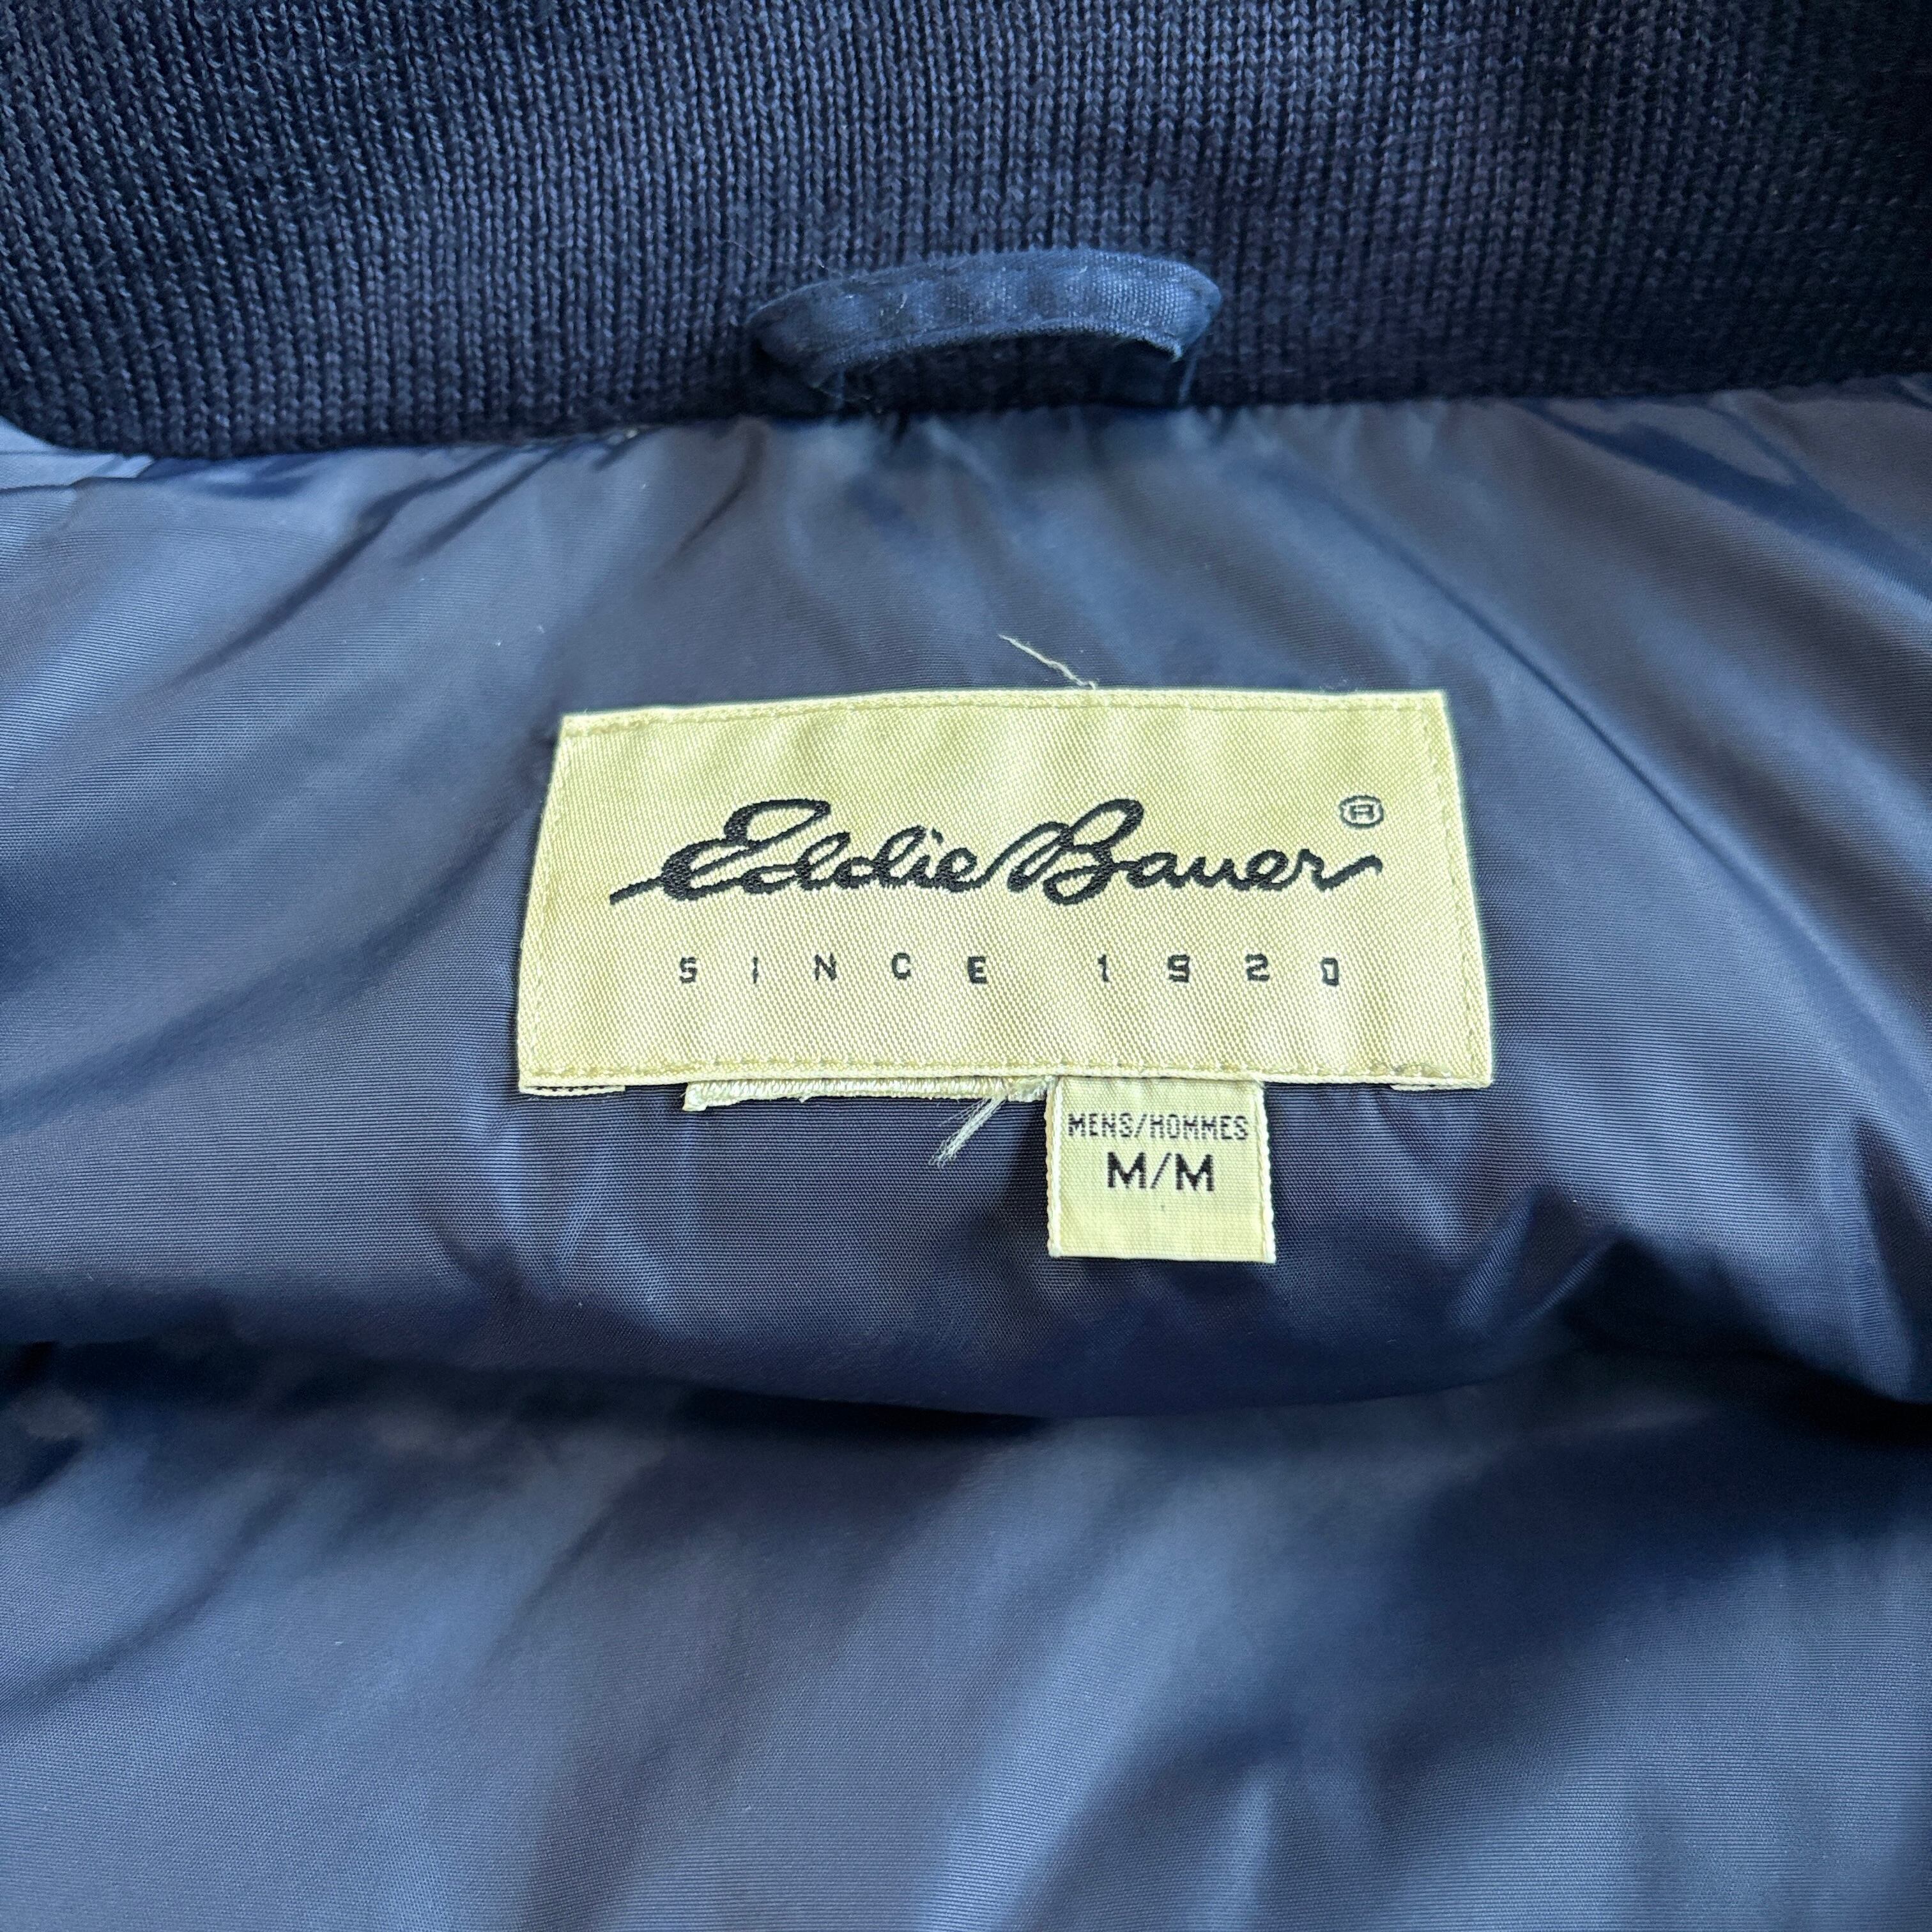 Eddie Bauer ®
SINCE 1920
MENS/HOMMES
M/M